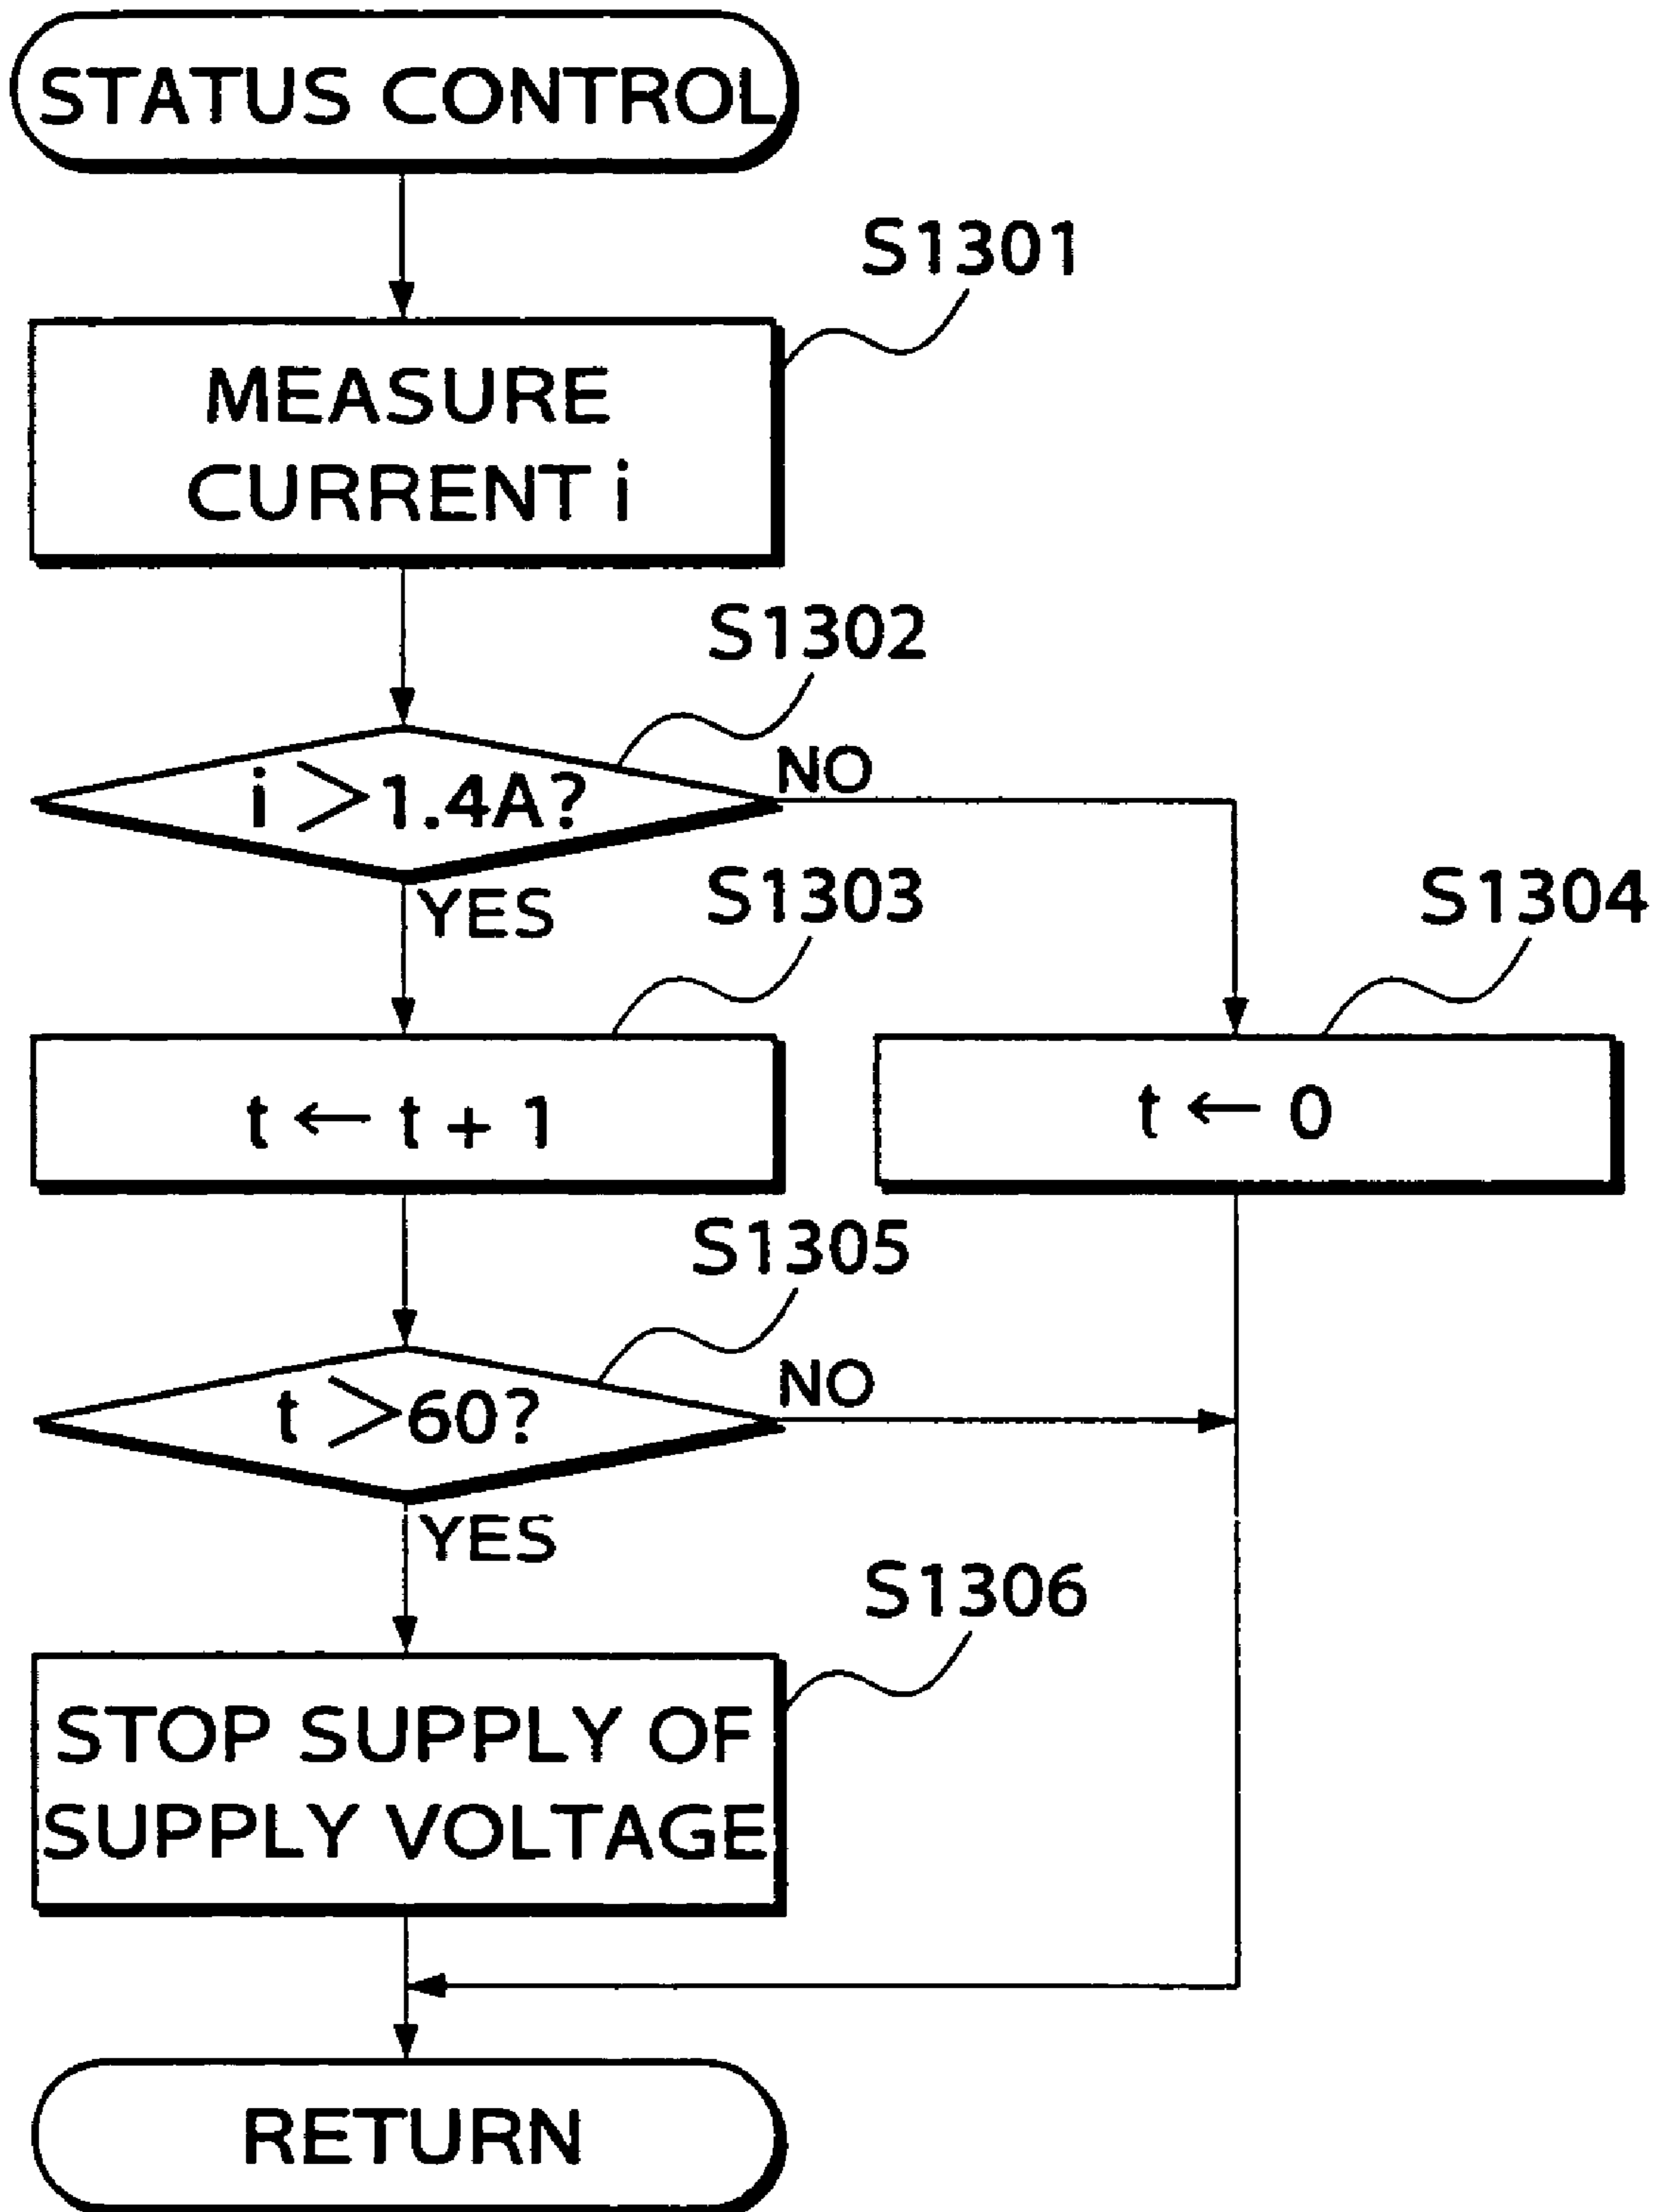 STATUS CONTROL
S1301
MEASURE
CURRENT i
S1302
i > 1.4A?
NO
YES
S1303
S1304
t ← t + 1
t ← 0
S1305
t > 60?
NO
YES
S1306
STOP SUPPLY OF
SUPPLY VOLTAGE
RETURN